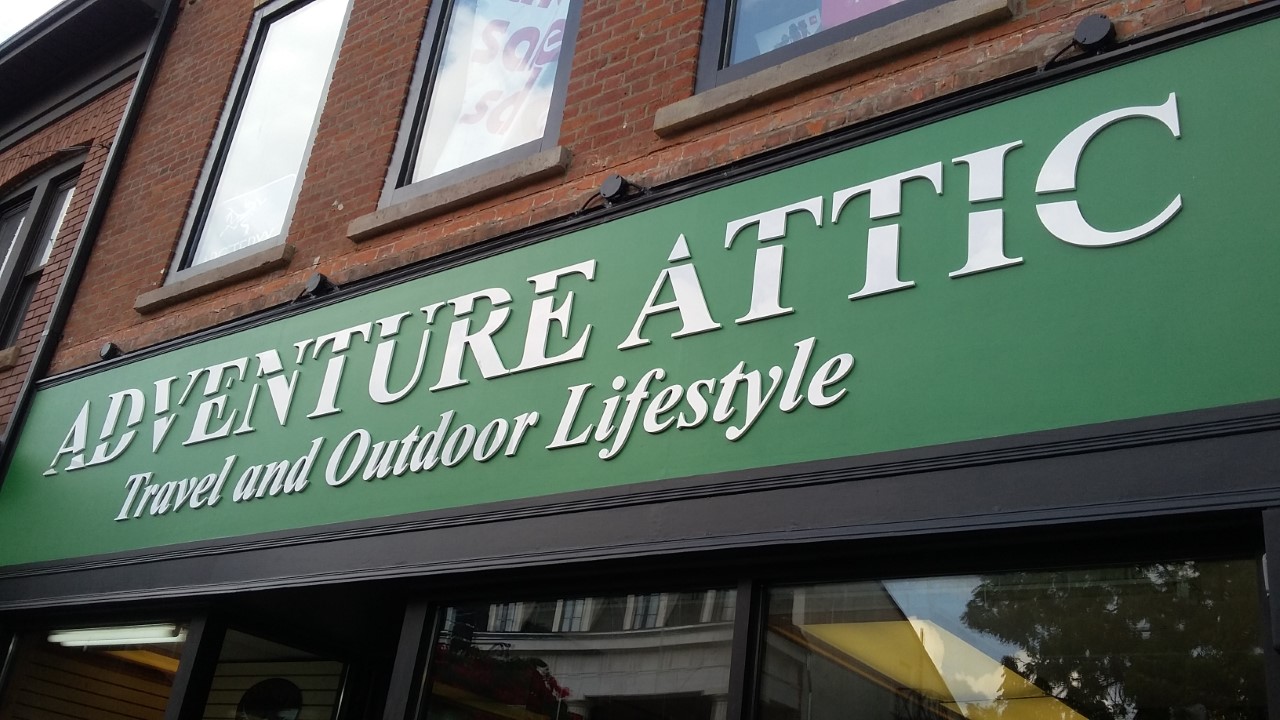 ADVENTURE ATTIC
Travel and Outdoor Lifestyle